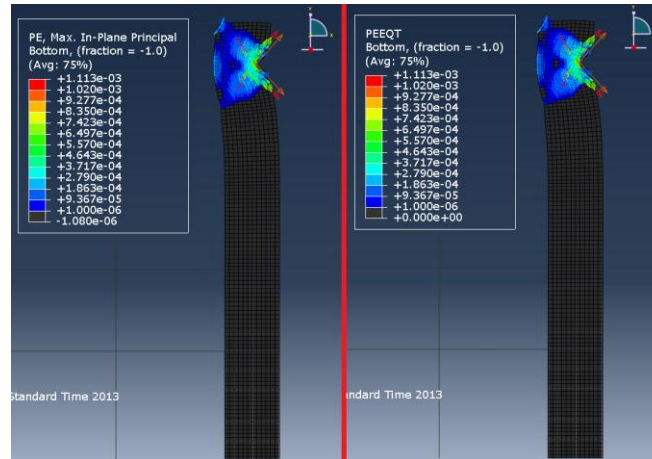 PE, Max. In-Plane Principal
Bottom, (fraction = -1.0)
(Avg: 75%)
+1.113e-03
+1.020e-03
+9.277e-04
+8.350e-04
+7.423e-04
+6.497e-04
+5.570e-04
+4.643e-04
+3.717e-04
+2.790e-04
+1.863e-04
+9.367e-05
+1.000e-06
-1.080e-06
Standard Time 2013
PEEQT
Bottom, (fraction = -1.0)
(Avg: 75%)
+1.113e-03
+1.020e-03
+9.277e-04
+8.350e-04
+7.423e-04
+6.497e-04
+5.570e-04
+4.643e-04
+3.717e-04
+2.790e-04
+1.863e-04
+9.367e-05
+1.000e-06
+0.000e+00
ndard Time 2013